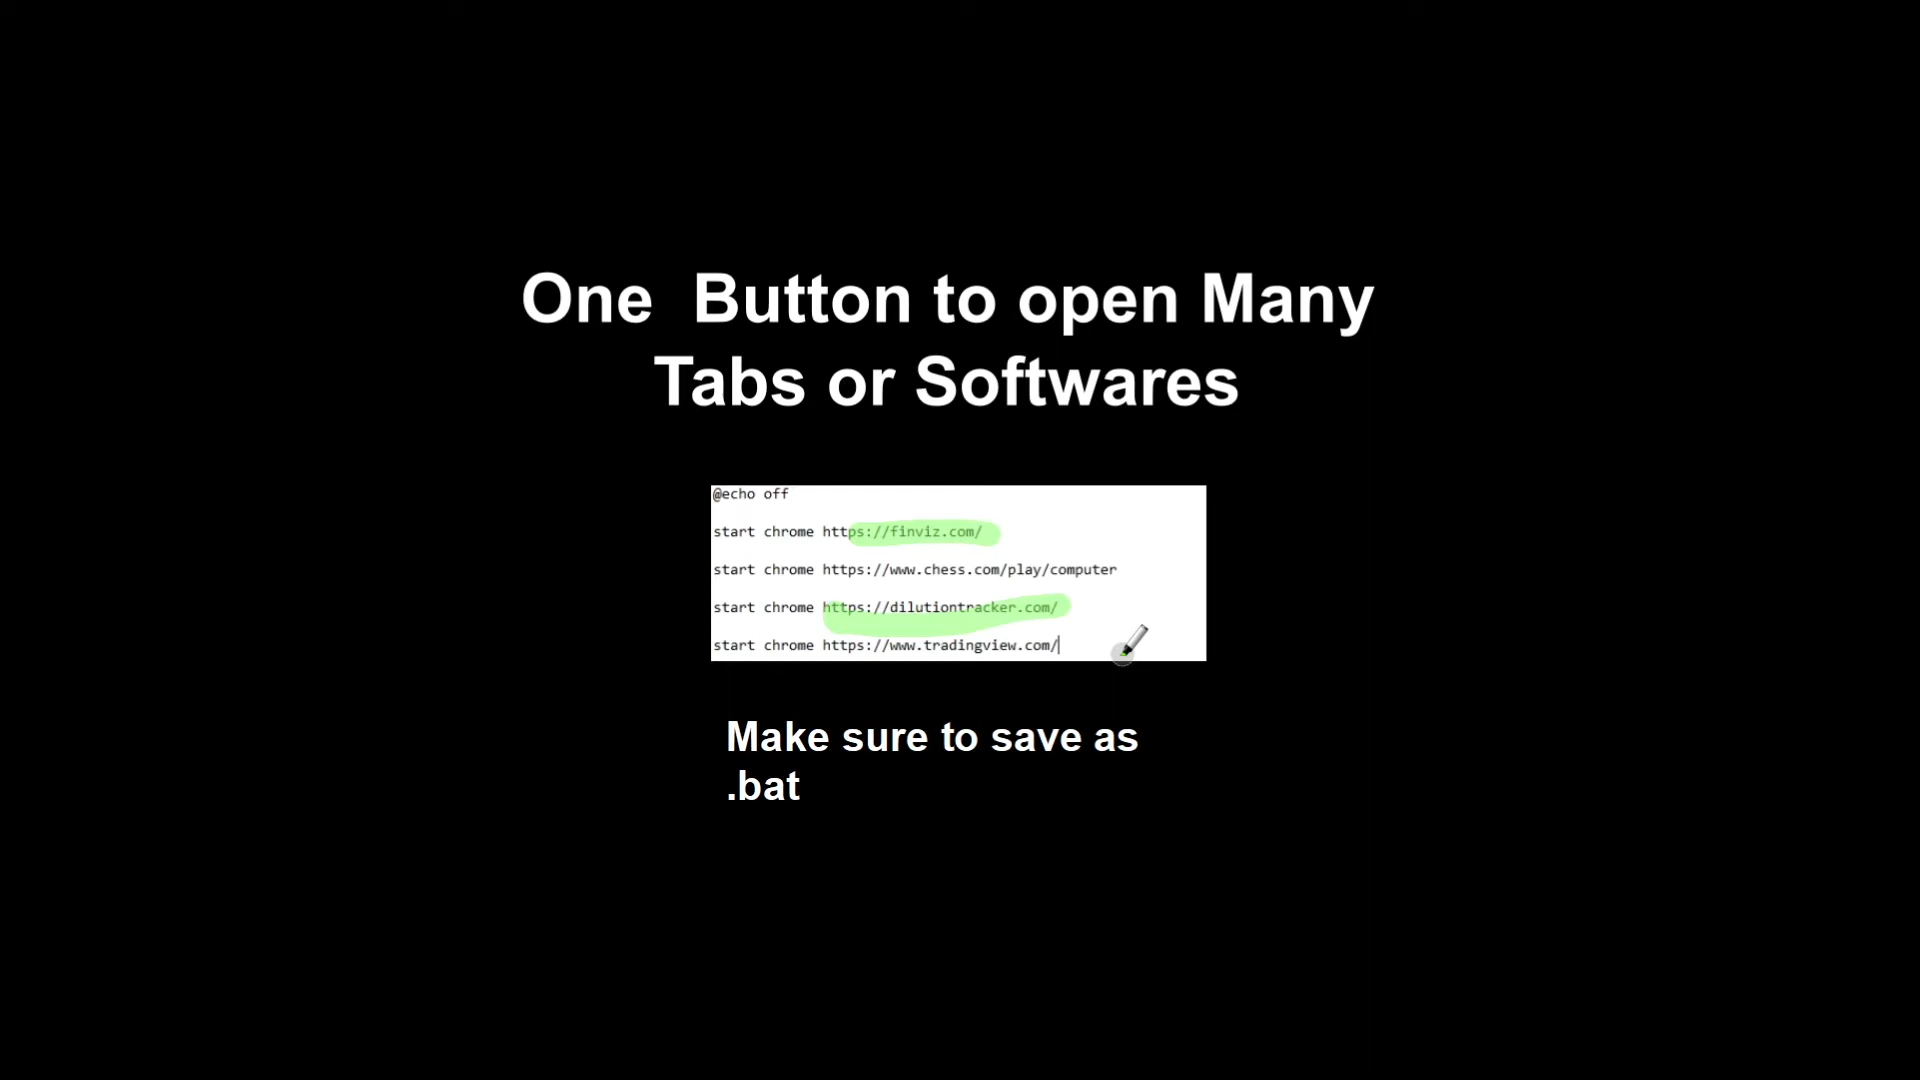 One  Button to open Many
Tabs or Softwares
@echo off
start chrome https://finviz.com/
start chrome https://www.chess.com/play/computer
start chrome https://dilutiontracker.com/
start chrome https://www.tradingview.com/
Make sure to save as
.bat